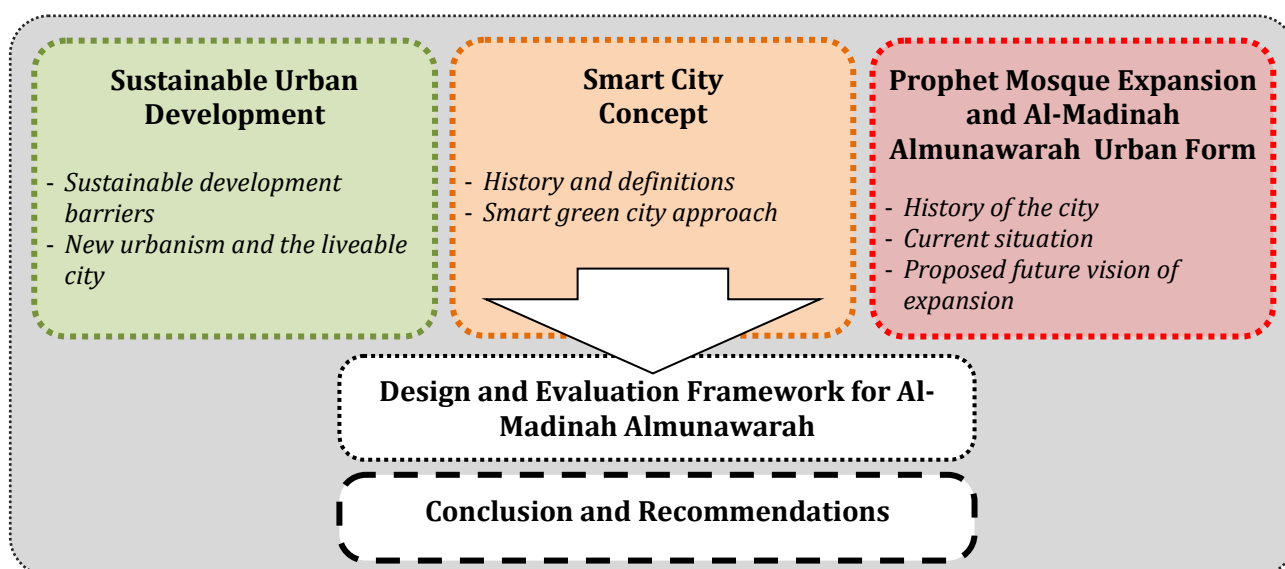 Sustainable Urban
Development
- Sustainable development
barriers
- New urbanism and the liveable
city
Smart City
Concept
- History and definitions
- Smart green city approach
Prophet Mosque Expansion
and Al-Madinah
Almunawarah Urban Form
- History of the city
- Current situation
- Proposed future vision of
expansion
Design and Evaluation Framework for Al-
Madinah Almunawarah
Conclusion and Recommendations